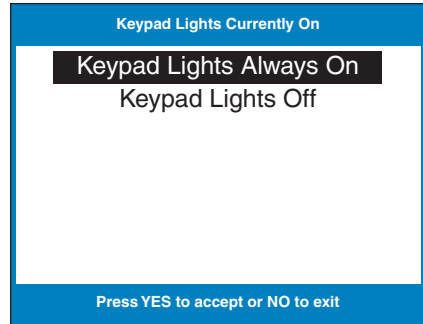 Keypad Lights Currently On
Keypad Lights Always On
Keypad Lights Off
Press YES to accept or NO to exit